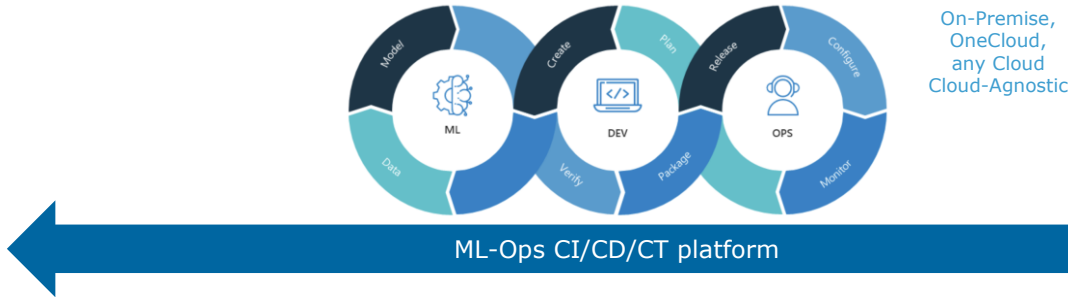 Model
Data
ML
Create
Plan
Verify
Package
</>
DEV
Release
Configure
Monitor
OPS
On-Premise,
OneCloud,
any Cloud
Cloud-Agnostic
ML-Ops CI/CD/CT platform